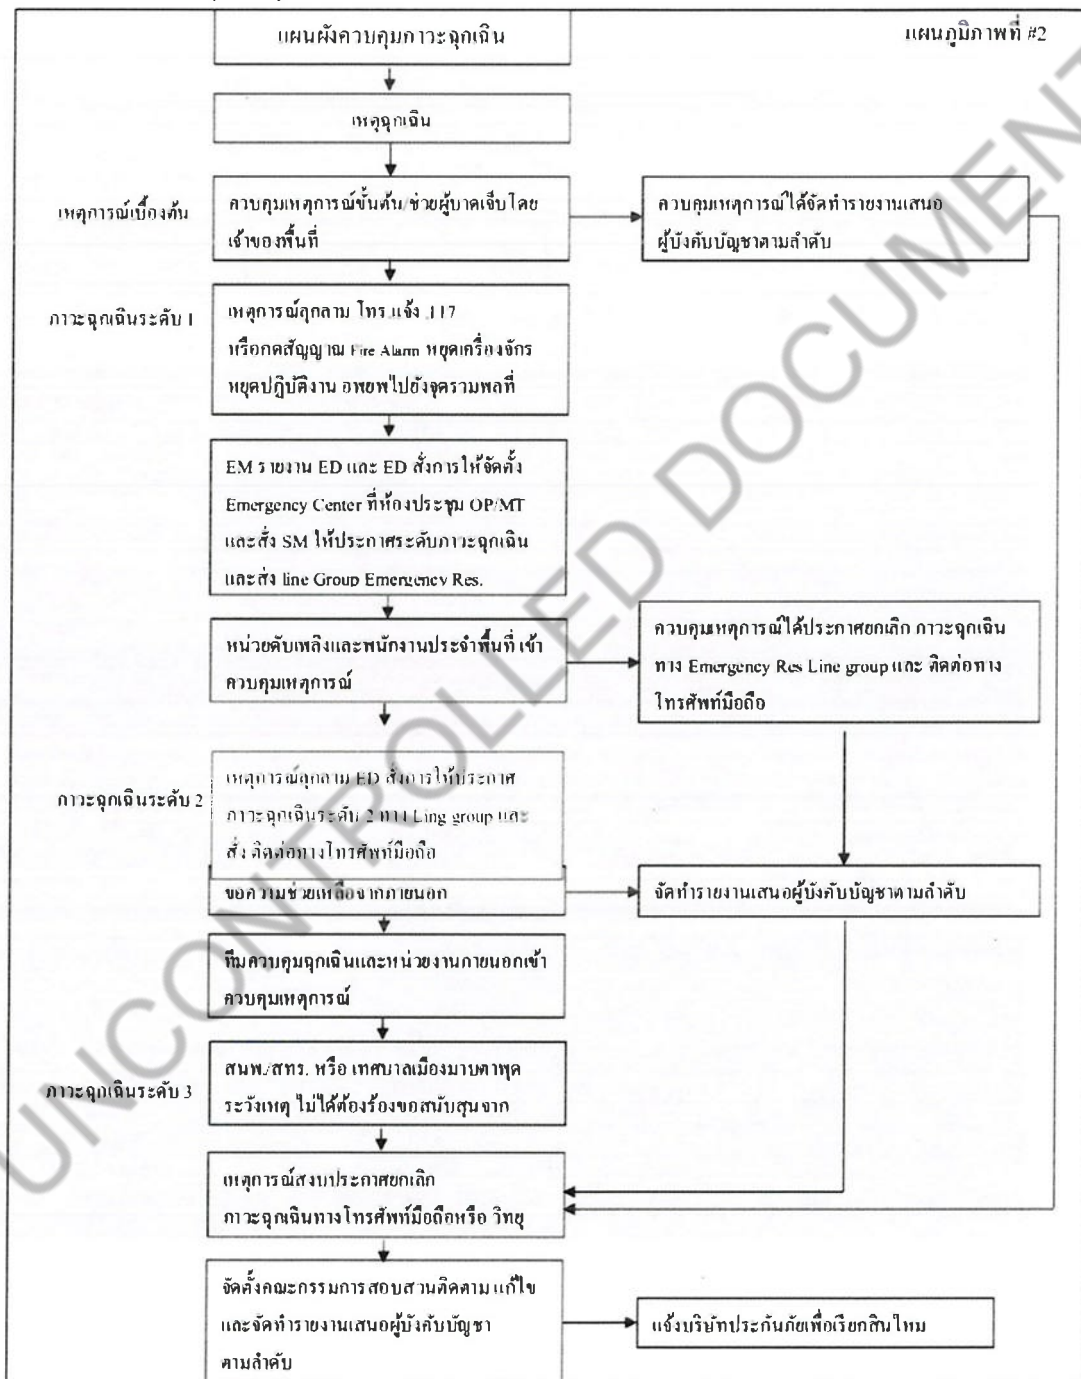 แผนผังควบคุมภาวะฉุกเฉิน
แผนภูมิภาพที่ #2
เหตุฉุกเฉิน
เหตุการณ์เบื้องต้น
ควบคุมเหตุการณ์ขั้นต้น/ช่วยผู้บาดเจ็บโดย
เจ้าของพื้นที่
ควบคุมเหตุการณ์ได้จัดทำรายงานเสนอ
ผู้บังคับบัญชาตามลำดับ
ภาวะฉุกเฉินระดับ 1
เหตุการณ์ลุกลาม โทร.แจ้ง .117
หรือกดสัญญาณ Fire Alarm หยุดเครื่องจักร
หยุดปฏิบัติงาน อพยพไปยังจุดรวมพลที่
EM รายงาน ED และ ED สั่งการให้จัดตั้ง
Emergency Center ที่ห้องประชุม OP/MT
และสั่ง SM ให้ประกาศระดับภาวะฉุกเฉิน
และส่ง line Group Emergency Res.
หน่วยดับเพลิงและพนักงานประจำพื้นที่ เข้า
ควบคุมเหตุการณ์
ควบคุมเหตุการณ์ได้ประกาศยกเลิก ภาวะฉุกเฉิน
ทาง Emergency Res Line group และ ติดต่อทาง
โทรศัพท์มือถือ
ภาวะฉุกเฉินระดับ 2
เหตุการณ์ลุกลาม ED สั่งการให้ประกาศ
ภาวะฉุกเฉินระดับ 2 ทาง Ling group และ
สั่ง ติดต่อทางโทรศัพท์มือถือ
ขอความช่วยเหลือจากภายนอก
จัดทำรายงานเสนอผู้บังคับบัญชาตามลำดับ
ทีมควบคุมฉุกเฉินและหน่วยงานภายนอกเข้า
ควบคุมเหตุการณ์
ภาวะฉุกเฉินระดับ 3
สนพ./สทร. หรือ เทศบาลเมืองมาบตาพุด
ระวังเหตุ ไม่ได้ต้องร้องขอสนับสุนจาก
เหตุการณ์สงบประกาศยกเลิก
ภาวะฉุกเฉินทางโทรศัพท์มือถือหรือ วิทยุ
จัดตั้งคณะกรรมการสอบสวนติดตาม แก้ไข
และจัดทำรายงานเสนอผู้บังคับบัญชา
ตามลำดับ
แจ้งบริษัทประกันภัยเพื่อเรียกสินไหม
UNCONTROLLED DOCUMENT